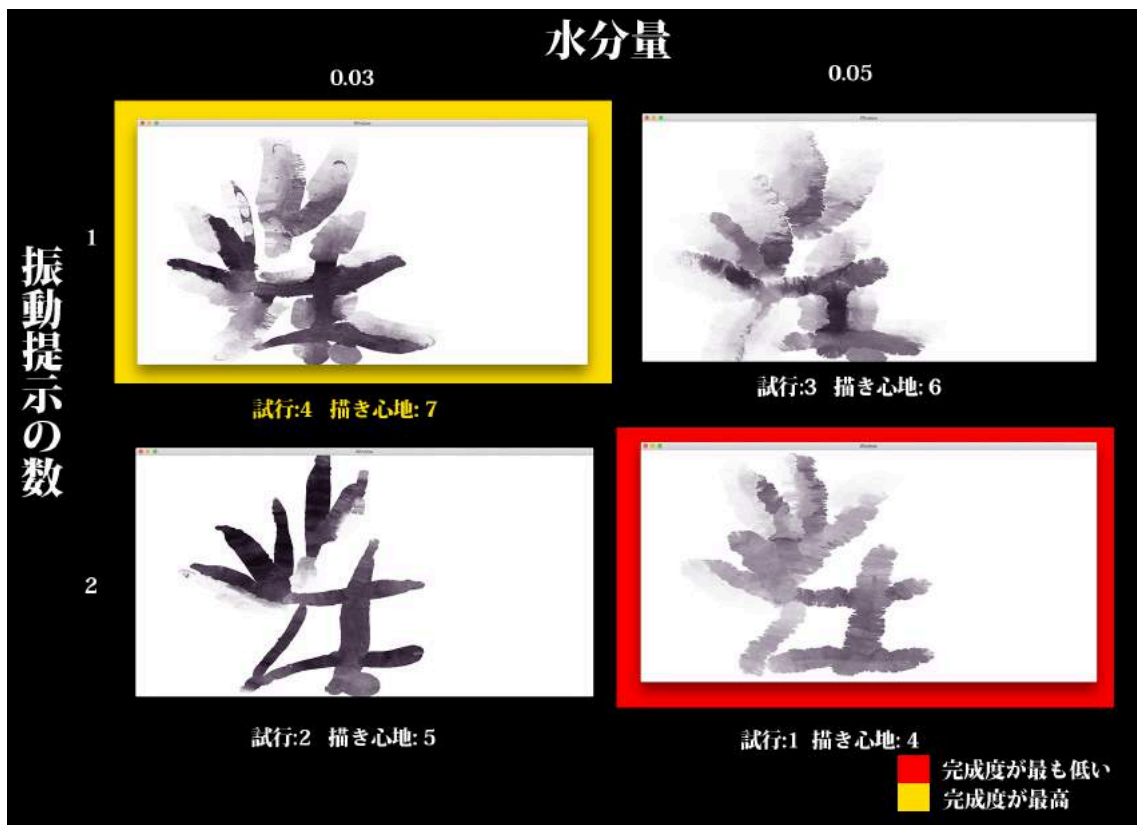 水分量
0.03
0.05
振動提示の数
1
試行:4 描き心地: 7
試行:3 描き心地: 6
2
試行:2 描き心地: 5
試行:1 描き心地: 4
完成度が最も低い
完成度が最高